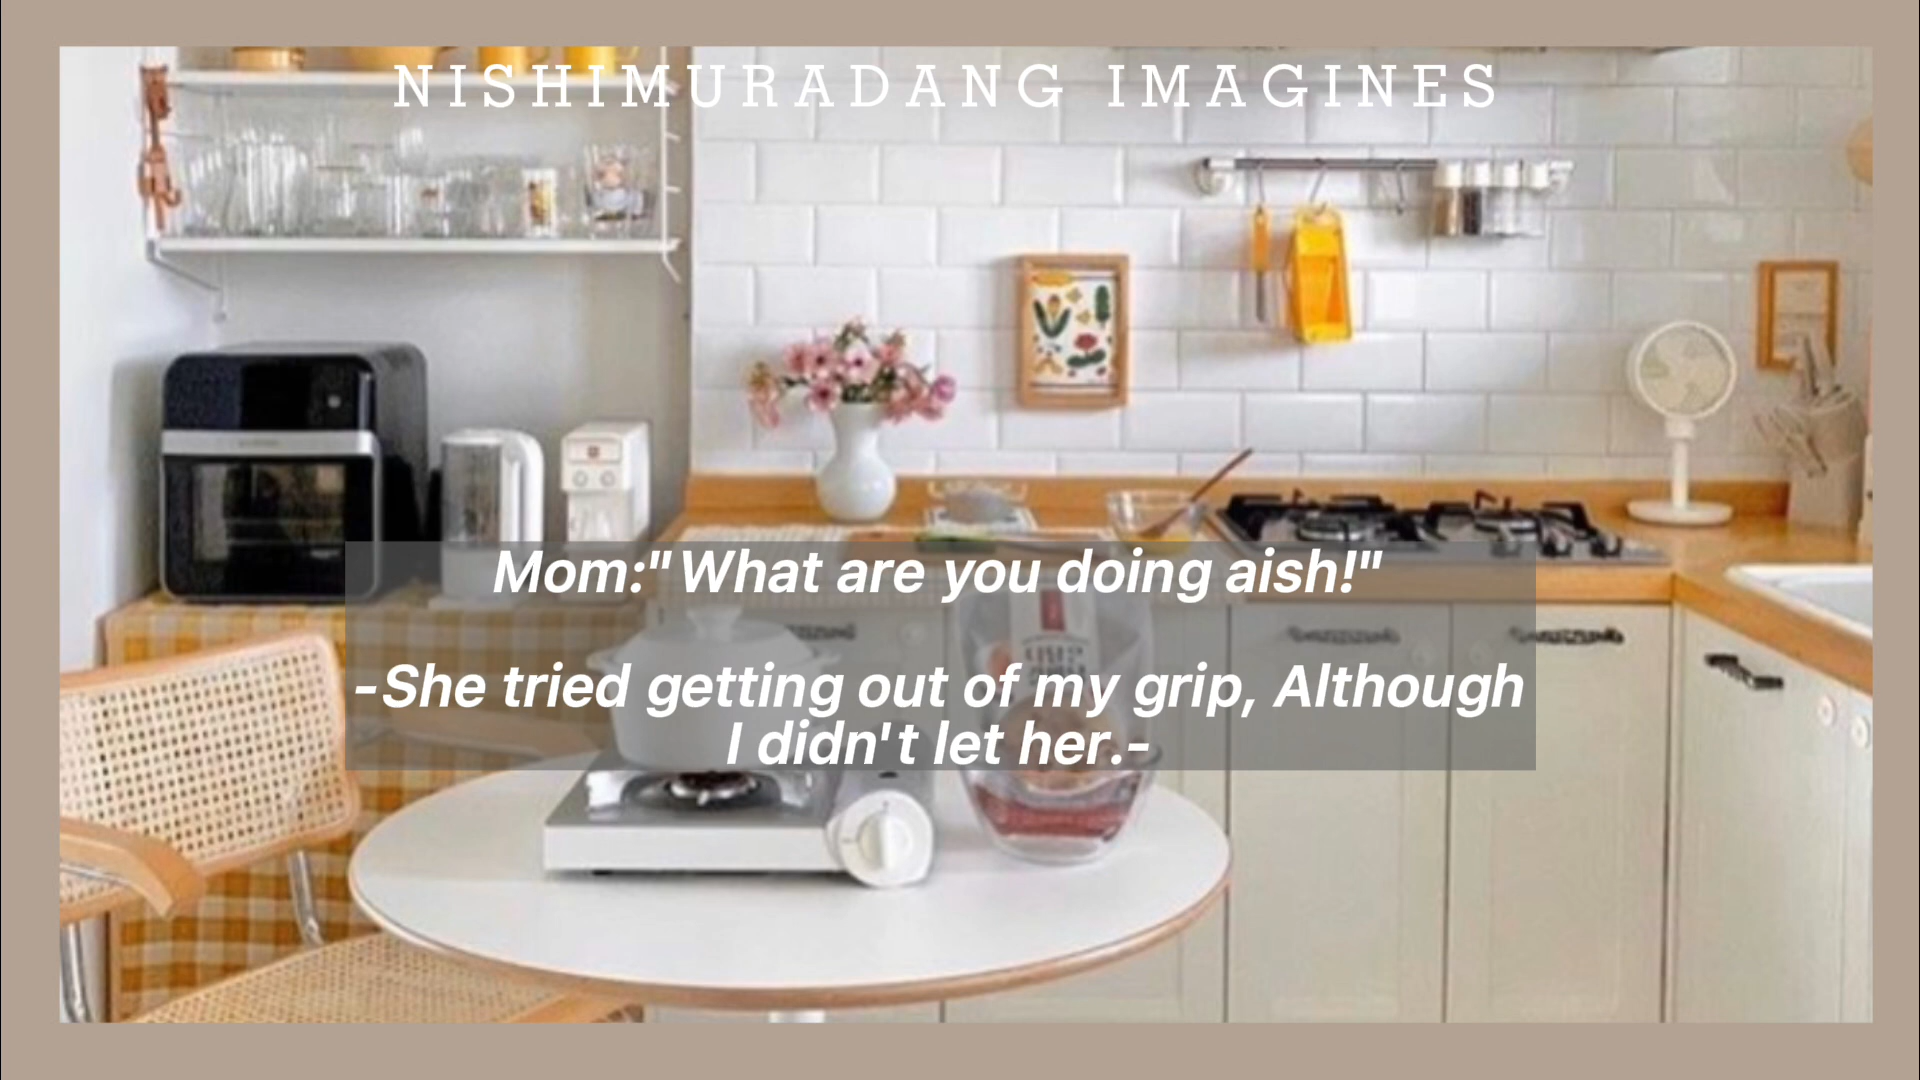 NISHIMURADANG IMAGINES
Mom:"What are you doing aish!"
-She tried getting out of my grip, Although
I didn't let her.-